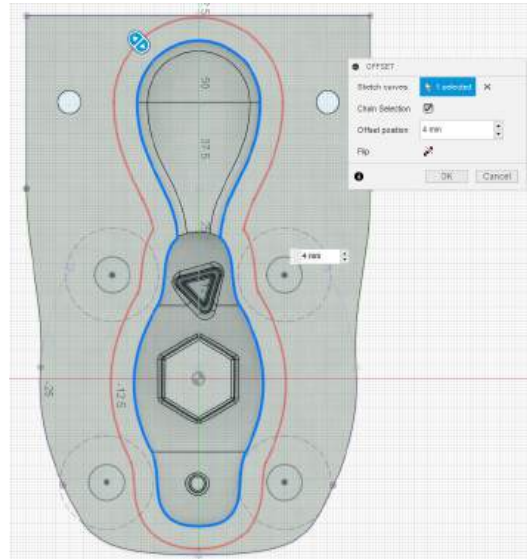 OFFSET
Sketch curves 1 selected
Chain Selection
Offset position 4 mm
Flip
OK Cancel
50
37.5
4 mm
-25
-12.5